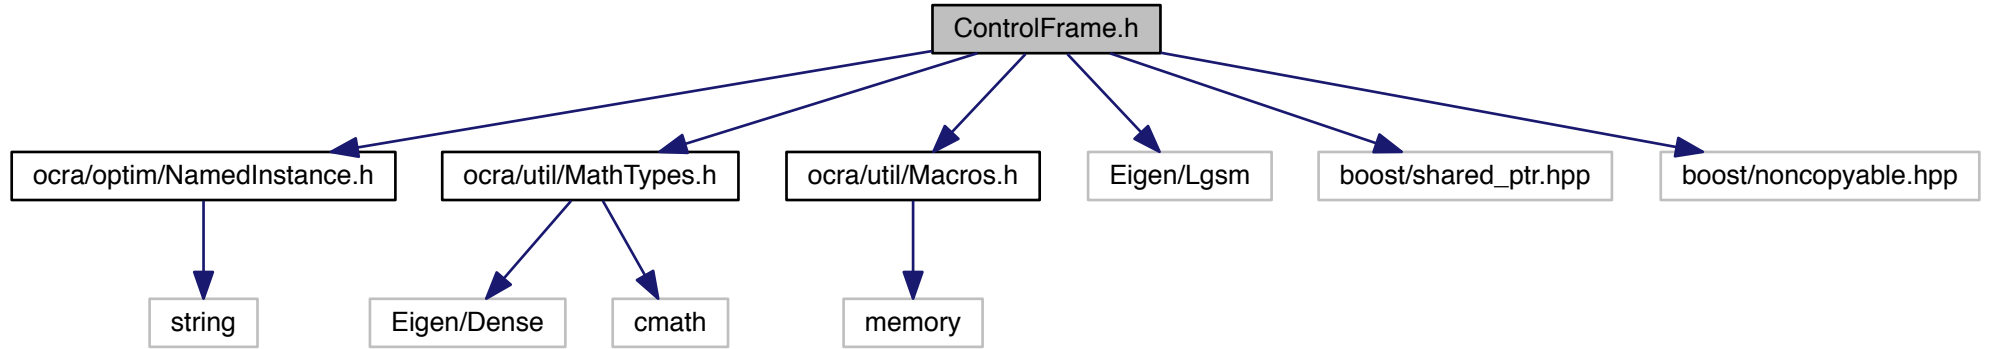 ControlFrame.h
ocra/optim/NamedInstance.h
ocra/util/MathTypes.h
ocra/util/Macros.h
Eigen/Lgsm
boost/shared_ptr.hpp
boost/noncopyable.hpp
string
Eigen/Dense
cmath
memory